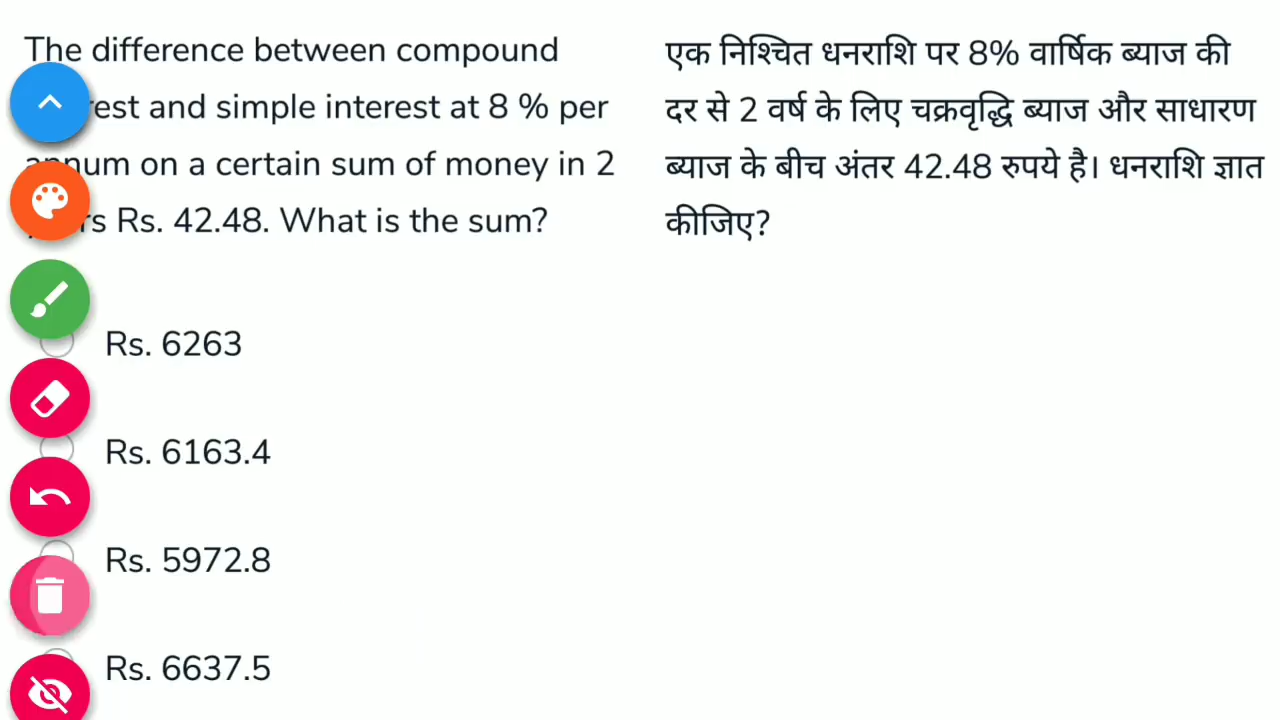 The difference between compound
est and simple interest at 8 % per
annum on a certain sum of money in 2
rs Rs. 42.48. What is the sum?
एक निश्चित धनराशि पर 8% वार्षिक ब्याज की
दर से 2 वर्ष के लिए चक्रवृद्धि ब्याज और साधारण
ब्याज के बीच अंतर 42.48 रुपये है। धनराशि ज्ञात
कीजिए?
Rs. 6263
Rs. 6163.4
Rs. 5972.8
Rs. 6637.5